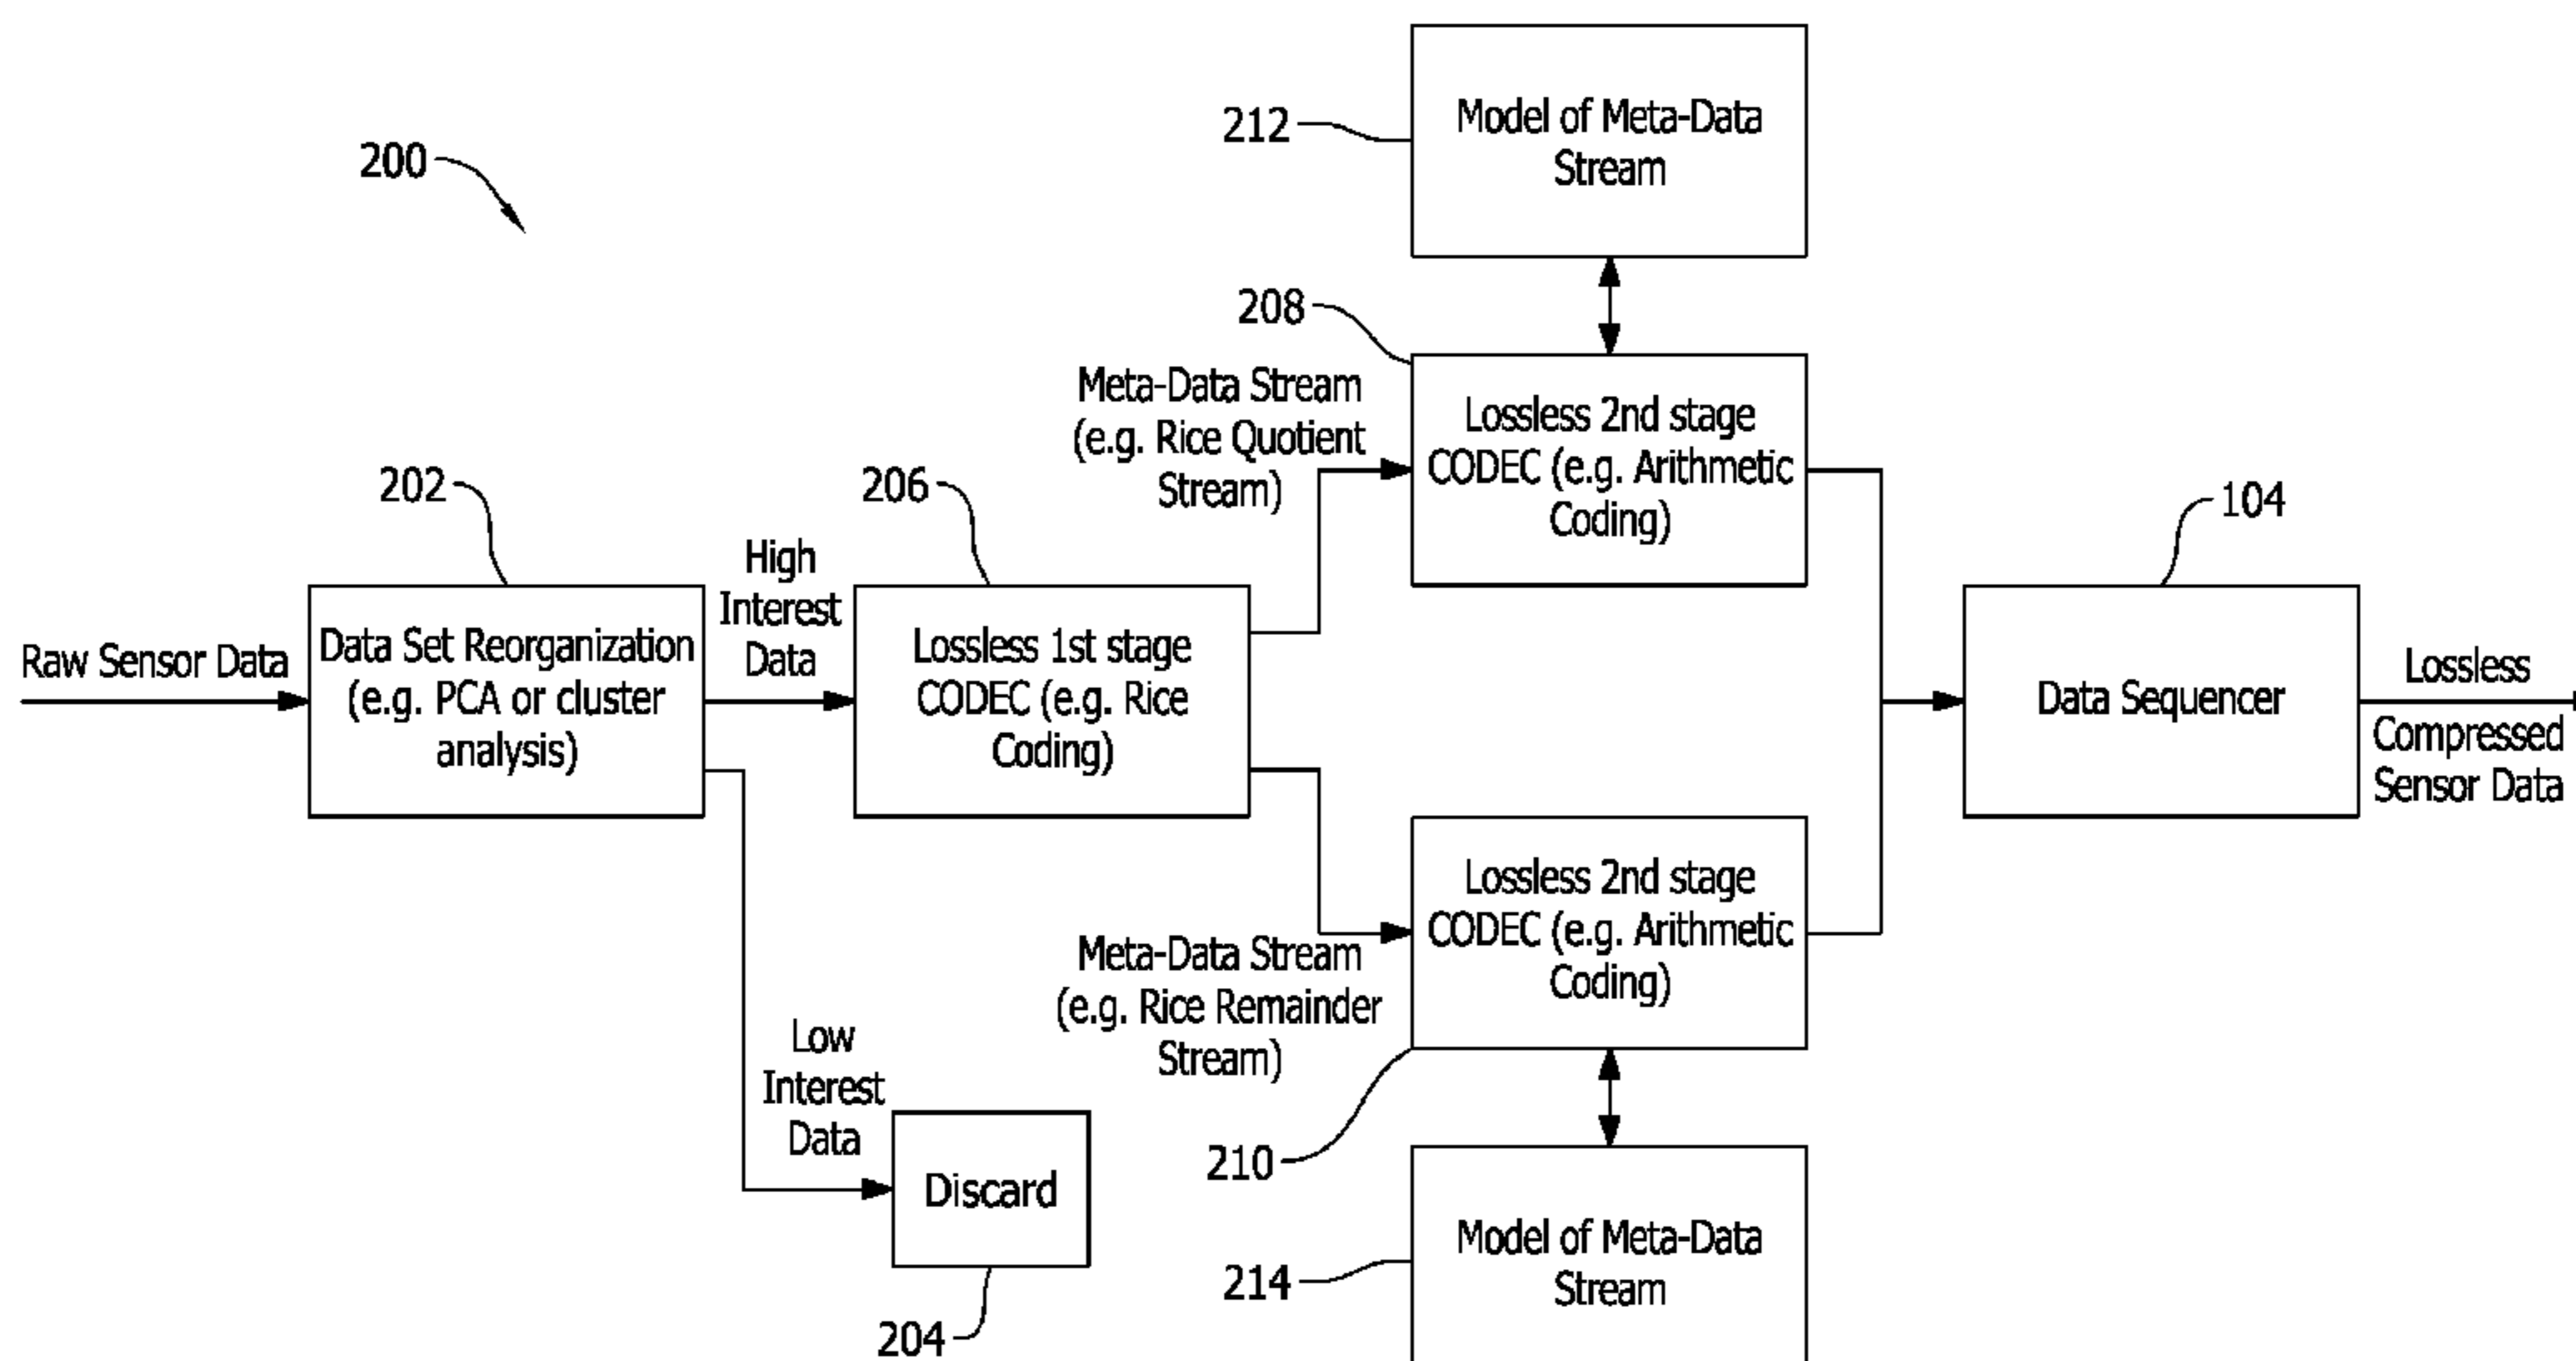 200
212
Model of Meta-Data
Stream
208
Meta-Data Stream
(e.g. Rice Quotient
Stream)
Lossless 2nd stage
CODEC (e.g. Arithmetic
Coding)
202
206
104
Raw Sensor Data
Data Set Reorganization
(e.g. PCA or cluster
analysis)
High
Interest
Data
Lossless 1st stage
CODEC (e.g. Rice
Coding)
Data Sequencer
Lossless
Compressed
Sensor Data
Meta-Data Stream
(e.g. Rice Remainder
Stream)
Lossless 2nd stage
CODEC (e.g. Arithmetic
Coding)
Low
Interest
Data
Discard
204
210
Model of Meta-Data
Stream
214